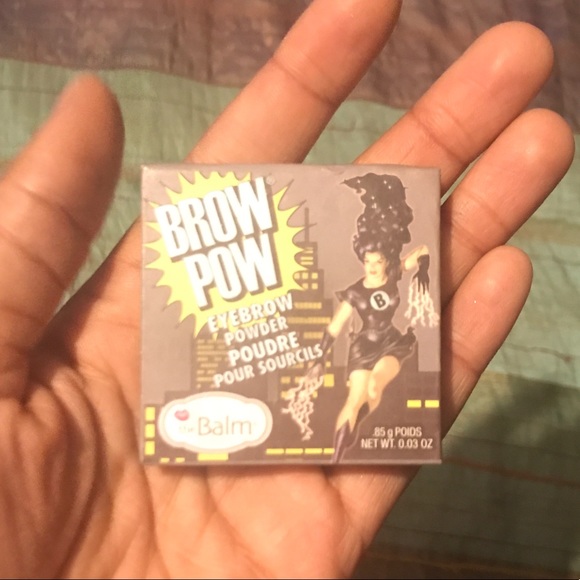 BROW
POW
EYEBROW
POWDER
POUDRE
POUR SOURCILS
B
theBalm
.85 g POIDS
NET WT. 0.03 OZ